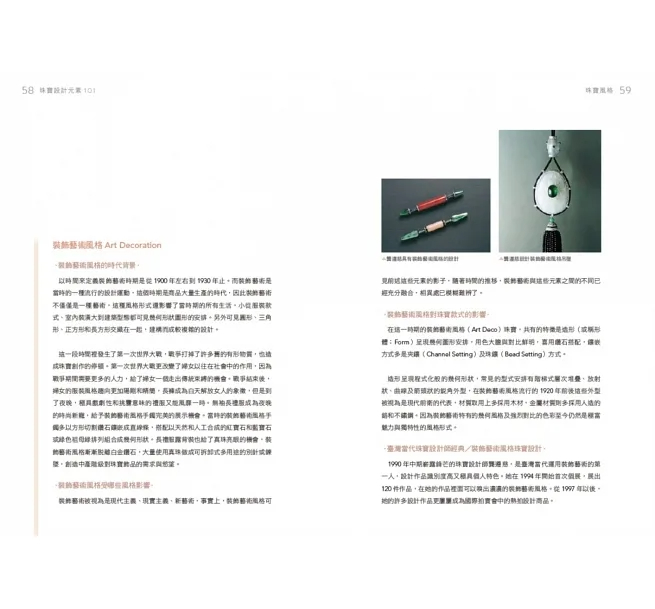 58 珠寶設計元素 101
裝飾藝術風格 Art Decoration
·裝飾藝術風格的時代背景·
以時間來定義裝飾藝術時期是從 1900 年左右到 1930 年止。而裝飾藝術是
當時的一種流行的設計運動。這個時期是商品大量生產的時代，因此裝飾藝術
不僅僅是一種藝術，這種風格形式還影響了當時期的所有生活。小從服裝款
式、室內裝潢大到建築型態都可見幾何形狀圖形的安排。另外可見圓形、三角
形、正方形和長方形交織在一起，建構而成較複雜的設計。
這一段時間裡發生了第一次世界大戰，戰爭打掉了許多舊的有形物質，也造
成珠寶創作的停頓。第一次世界大戰更改變了婦女以往在社會中的作用，因為
戰爭期間需要更多的人力，給了婦女一個走出傳統束縛的機會。戰爭結束後，
婦女的服裝風格趨向更加陽剛和精簡，長褲成為白天解放女人的象徵，但是到
了夜晚，極具戲劇性和挑釁意味的禮服又蔚風靡一時。無袖長禮服成為夜晚
的時尚新寵，給予裝飾藝術風格手鐲完美的展示機會。當時的裝飾藝術風格手
鐲多以方形切割鑽石鑲嵌成直線條，搭配以天然和人工合成的紅寶石和藍寶石
或綠色祖母綠排列組合成幾何形狀。長禮服露背裝也給了真珠亮眼的機會，裝
飾藝術風格漸漸脫離白金鑽石，大量使用真珠做成可拆卸式多用途的別針或鍊
墜，創造中產階級對珠寶飾品的需求與慾望。
·裝飾藝術風格受哪些風格影響·
裝飾藝術被視為是現代主義、現實主義、新藝術，事實上，裝飾藝術風格可
珠寶風格 59
龔遵慈具有裝飾藝術風格的設計
龔遵慈設計裝飾藝術風格吊墜
見前述這些元素的影子，隨著時間的推移，裝飾藝術與這些元素之間的不同已
經充分融合，相異處已模糊難辨了。
·裝飾藝術風格對珠寶款式的影響·
在這一時期的裝飾藝術風格（Art Deco）珠寶，共有的特徵是造形（或稱形
體；Form）呈現幾何圖形安排，用色大膽與對比鮮明，喜用鑽石搭配，鑲嵌
方式多是夾鑲（Channel Setting）及珠鑲（Bead Setting）方式。
造形呈現程式化般的幾何形狀，常見的型式安排有階梯式層次堆疊、放射
狀、曲線及箭頭狀的銳角外型，在裝飾藝術風格流行的 1920 年前後這些外型
被視為是現代前衛的代表，材質取用上多採用木材，金屬材質則多採用人造的
鋁和不鏽鋼。因為裝飾藝術特有的幾何風格及強烈對比的色彩至今仍然是極富
魅力與獨特性的風格形式。
·臺灣當代珠寶設計師經典／裝飾藝術風格珠寶設計·
1990 年中期嶄露鋒芒的珠寶設計師龔遵慈，是臺灣當代運用裝飾藝術的第
一人，設計作品識別度高又極具個人特色。她在 1994 年開始首次個展，展出
120 件作品，在她的作品裡面可以嗅出濃濃的裝飾藝術風格。從 1997 年以後，
她的許多設計作品更屢屢成為國際拍賣會中的熱拍設計商品。